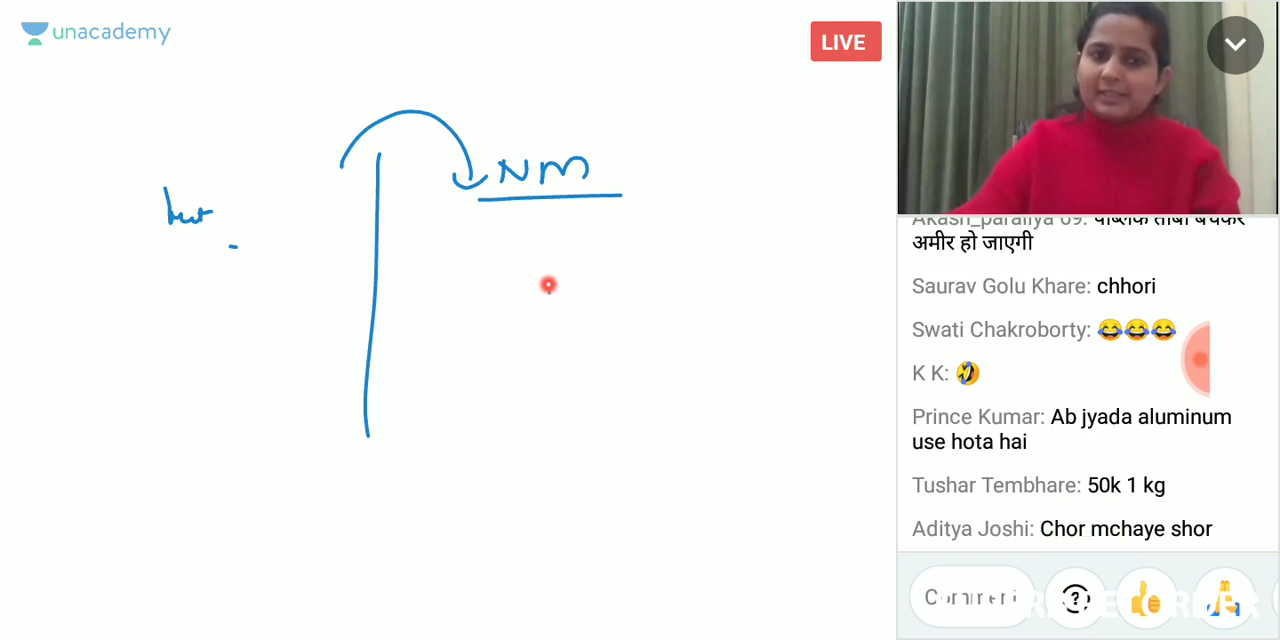 unacademy
LIVE
NM
अमीर हो जाएगी
Saurav Golu Khare: chhori
Swati Chakroborty: 😂😂😂
K K: 🤣
Prince Kumar: Ab jyada aluminum
use hota hai
Tushar Tembhare: 50k 1 kg
Aditya Joshi: Chor mchaye shor